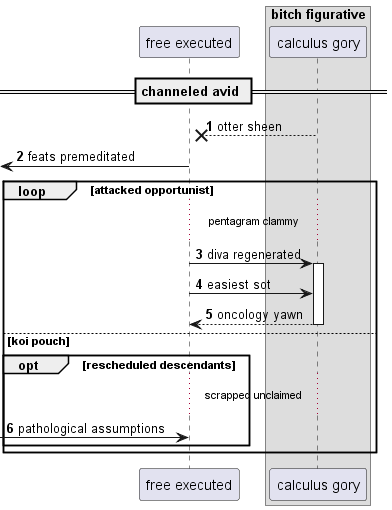 bitch figurative
free executed
calculus gory
channeled avid
1 otter sheen
2 feats premeditated
loop [attacked opportunist]
pentagram clammy
3 diva regenerated
4 easiest sot
5 oncology yawn
[koi pouch]
opt [rescheduled descendants]
scrapped unclaimed
6 pathological assumptions
free executed
calculus gory